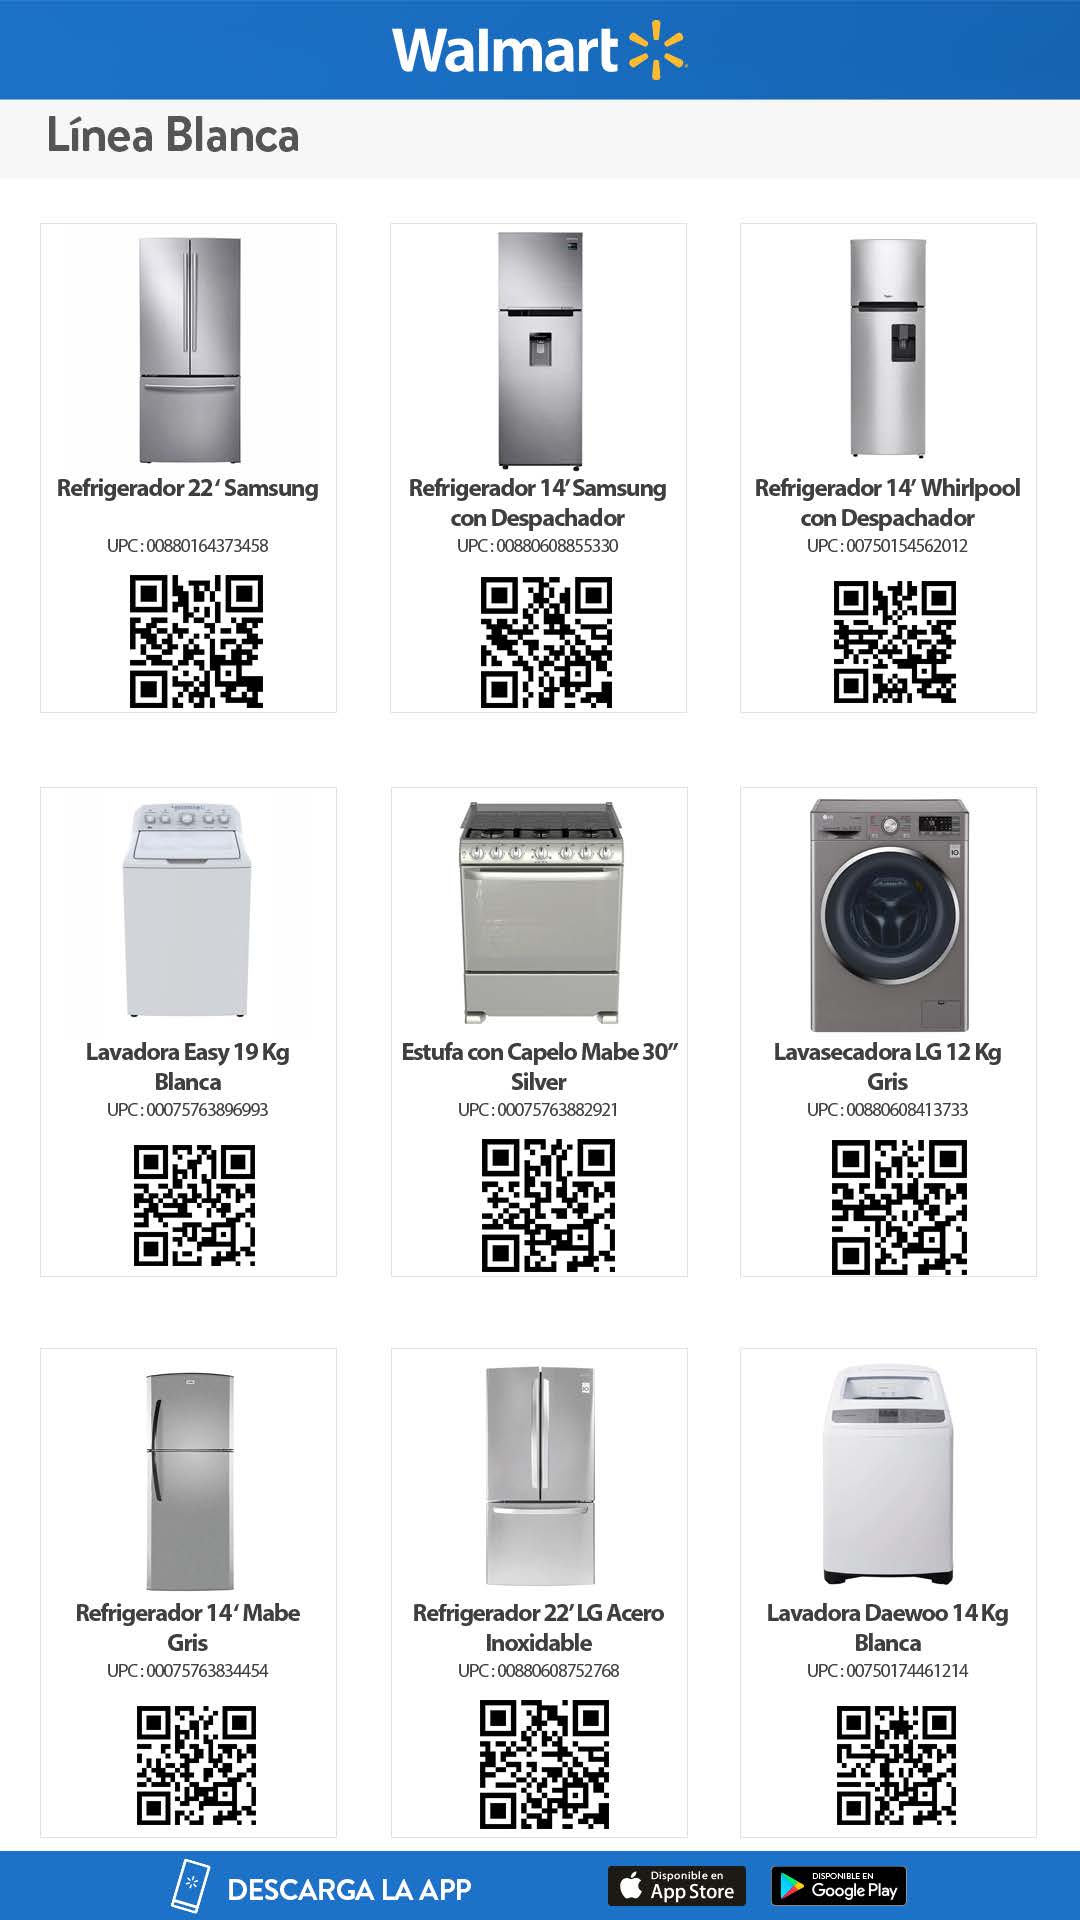 Walmart
Línea Blanca
Refrigerador 22‘ Samsung
UPC : 00880164373458
Refrigerador 14’ Samsung
con Despachador
UPC : 00880608855330
Refrigerador 14’ Whirlpool
con Despachador
UPC : 00750154562012
Lavadora Easy 19 Kg
Blanca
UPC : 00075763896993
Estufa con Capelo Mabe 30”
Silver
UPC : 00075763882921
Lavasecadora LG 12 Kg
Gris
UPC : 00880608413733
Refrigerador 14‘ Mabe
Gris
UPC : 00075763834454
Refrigerador 22’ LG Acero
Inoxidable
UPC : 00880608752768
Lavadora Daewoo 14 Kg
Blanca
UPC : 00750174461214
DESCARGA LA APP
Disponible en
App Store
DISPONIBLE EN
Google Play